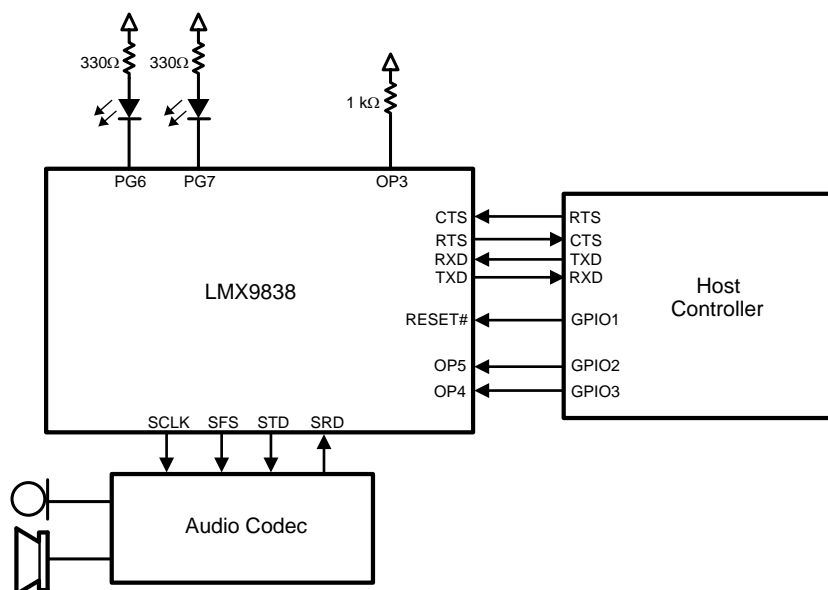 330Ω 330Ω
1 kΩ
PG6 PG7 OP3
CTS RTS
RTS CTS
RXD TXD
TXD RXD
LMX9838
Host
Controller
RESET# GPIO1
OP5 GPIO2
OP4 GPIO3
SCLK SFS STD SRD
Audio Codec